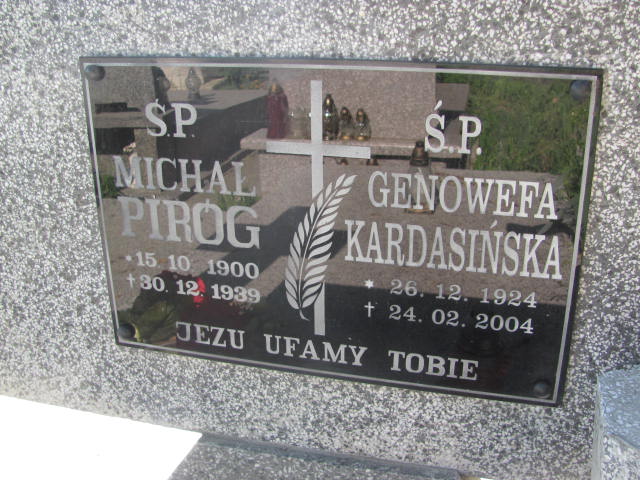 Ś.P.
MICHAŁ
PIRÓG
* 15. 10. 1900
† 30. 12. 1939
Ś.P.
GENOWEFA
KARDASIŃSKA
* 26. 12. 1924
† 24. 02. 2004
JEZU UFAMY TOBIE